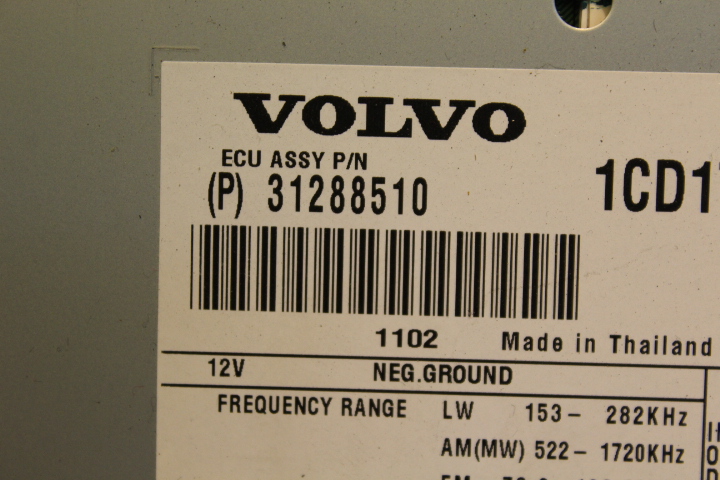 VOLVO
ECU ASSY P/N
(P) 31288510
1CD1
1102 Made in Thailand
12V NEG.GROUND
FREQUENCY RANGE LW 153- 282KHz
AM(MW) 522- 1720KHz